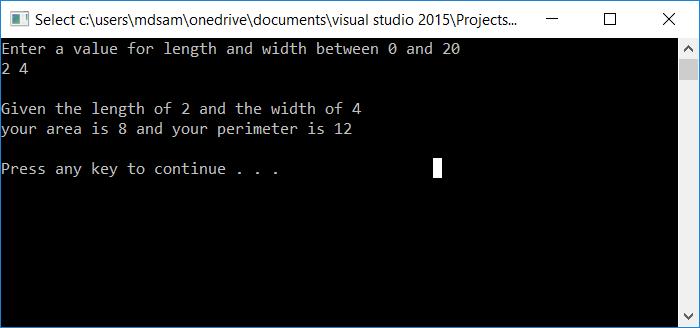 Select c:\users\mdsam\onedrive\documents\visual studio 2015\Projects...
Enter a value for length and width between 0 and 20
2 4
Given the length of 2 and the width of 4
your area is 8 and your perimeter is 12
Press any key to continue . . .